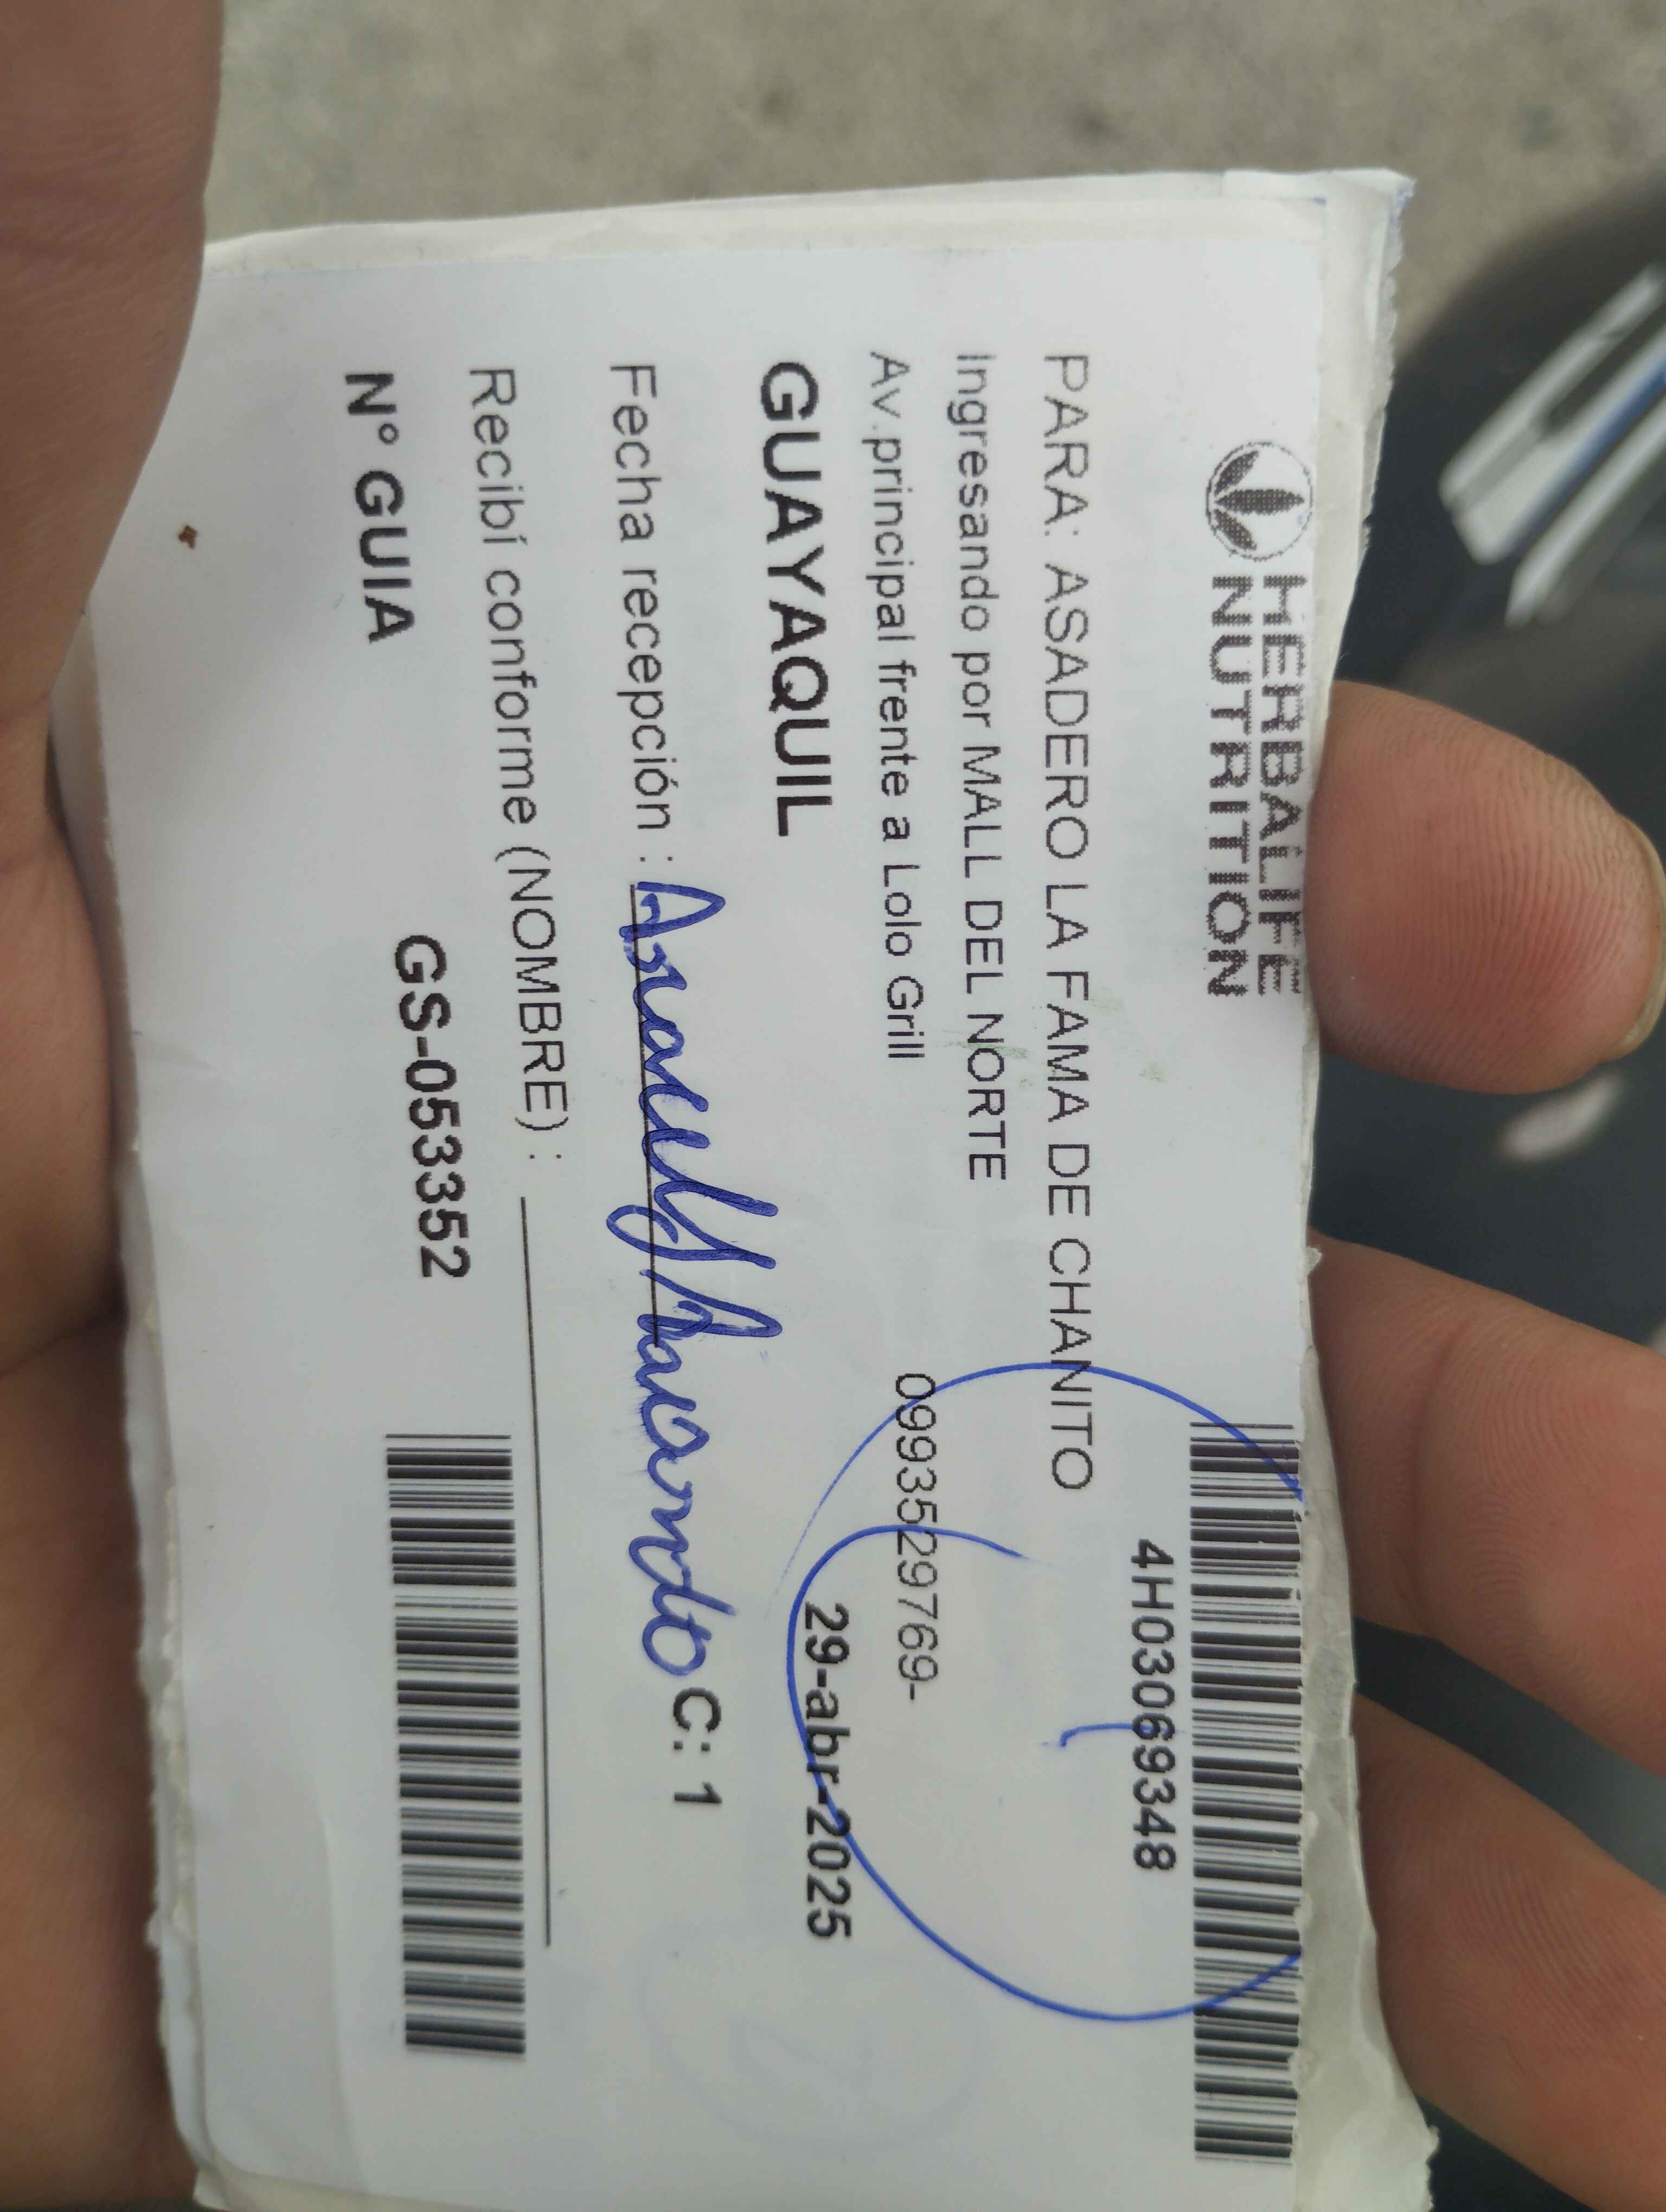 HERBALIFE
NUTRITION
4H03069348
PARA: ASADERO LA FAMA DE CHANITO
Ingresando por MALL DEL NORTE
Av.principal frente a Lolo Grill 0993529769-
GUAYAQUIL 29-abr-2025
Fecha recepción : C: 1
Recibí conforme (NOMBRE) :
N° GUIA GS-053352